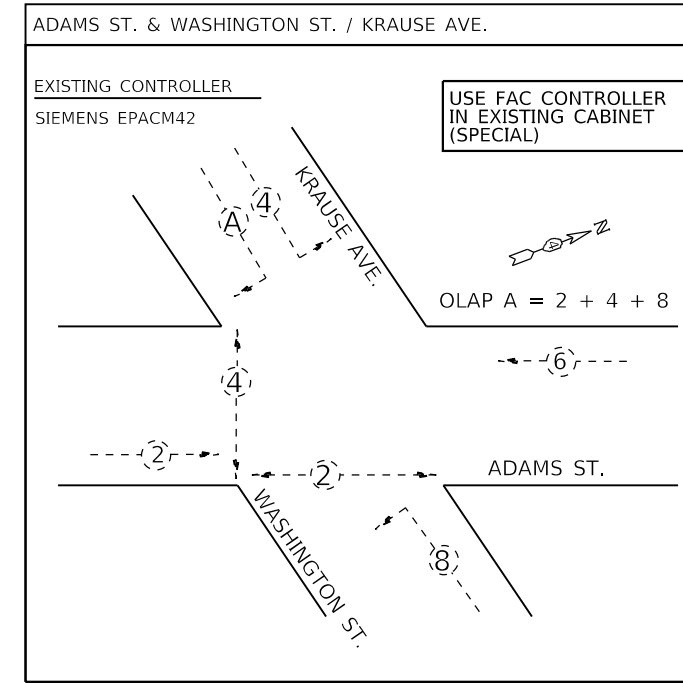 ADAMS ST. & WASHINGTON ST. / KRAUSE AVE.
EXISTING CONTROLLER
SIEMENS EPACM42
USE FAC CONTROLLER
IN EXISTING CABINET
(SPECIAL)
KRAUSE AVE.
4
A
N
4
OLAP A = 2 + 4 + 8
6
4
2
2
ADAMS ST.
WASHINGTON ST.
8